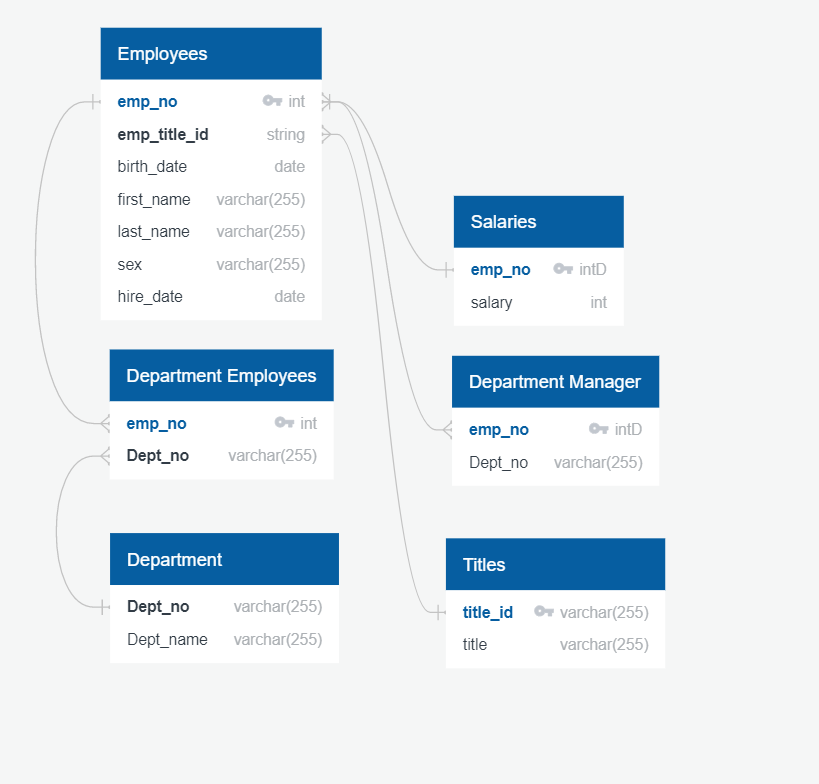 Employees
emp_no int
emp_title_id string
birth_date date
first_name varchar(255)
last_name varchar(255)
sex varchar(255)
hire_date date
Salaries
emp_no intD
salary int
Department Employees
emp_no int
Dept_no varchar(255)
Department Manager
emp_no intD
Dept_no varchar(255)
Department
Dept_no varchar(255)
Dept_name varchar(255)
Titles
title_id varchar(255)
title varchar(255)